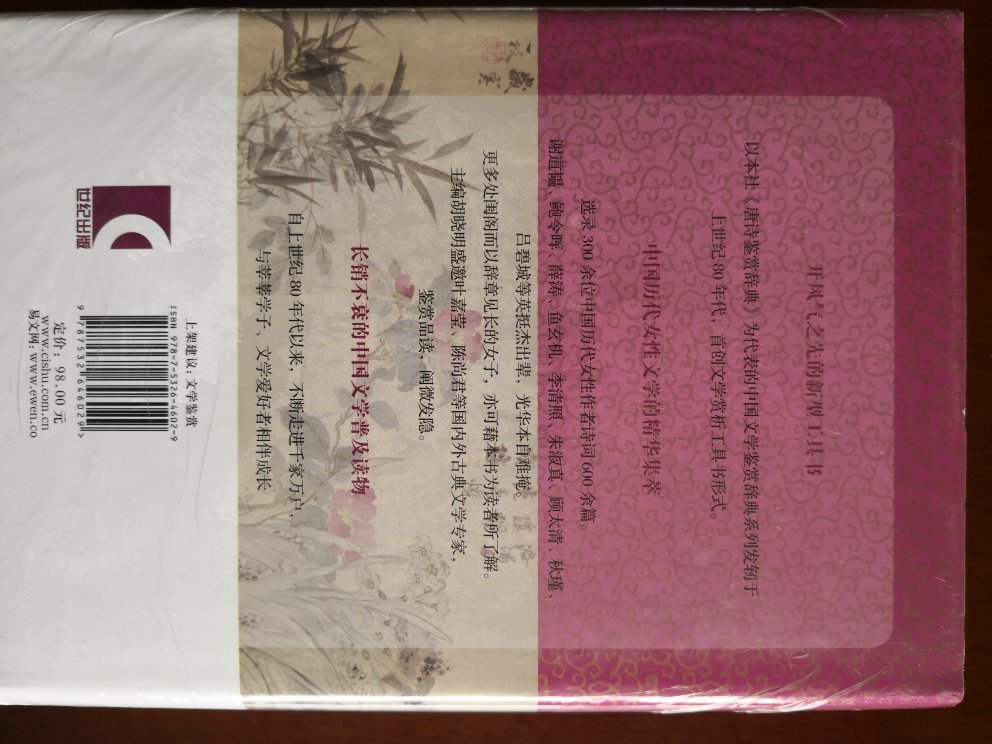 开风气之先的新型工具书
以本社《唐诗鉴赏辞典》为代表的中国文学鉴赏辞典系列发轫于
上世纪80年代，首创文学赏析工具书形式。
中国历代女性文学的精华集萃
选录300余位中国历代女性作者诗词600余篇。
谢道韫、鲍令晖、薛涛、鱼玄机、李清照、朱淑真、顾太清、秋瑾、
吕碧城等英挺杰出辈，光华本自难掩。
更多处闺阁而以辞章见长的女子，亦可藉本书为读者所了解。
主编胡晓明盛邀叶嘉莹、陈尚君等国内外古典文学专家，
鉴赏品读，阐微发隐。
长销不衰的中国文学普及读物
自上世纪80年代以来，不断走进千家万户，
与莘莘学子、文学爱好者相伴成长
世纪出版
上架建议：文学鉴赏
ISBN 978-7-5326-4602-9
9 787532 646029 >
定价：98.00元
www.cishu.com.cn
易文网：www.ewen.co